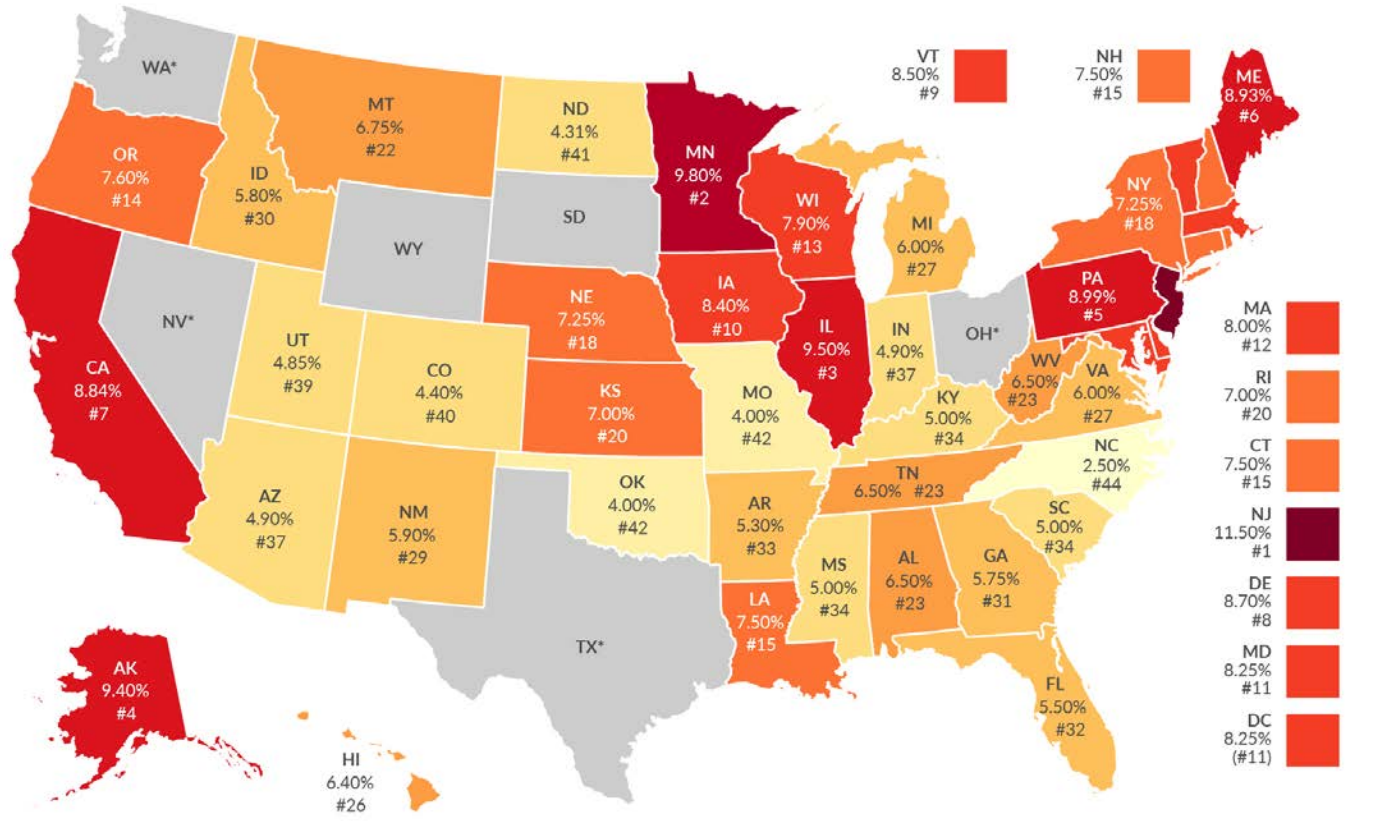 WA*
OR
7.60%
#14
CA
8.84%
#7
NV*
ID
5.80%
#30
MT
6.75%
#22
WY
UT
4.85%
#39
CO
4.40%
#40
AZ
4.90%
#37
NM
5.90%
#29
ND
4.31%
#41
SD
NE
7.25%
#18
KS
7.00%
#20
OK
4.00%
#42
TX*
MN
9.80%
#2
IA
8.40%
#10
MO
4.00%
#42
AR
5.30%
#33
LA
7.50%
#15
WI
7.90%
#13
IL
9.50%
#3
MI
6.00%
#27
IN
4.90%
#37
OH*
KY
5.00%
#34
TN
6.50% #23
MS
5.00%
#34
AL
6.50%
#23
GA
5.75%
#31
FL
5.50%
#32
SC
5.00%
#34
NC
2.50%
#44
VA
6.00%
#27
WV
6.50%
#23
PA
8.99%
#5
NY
7.25%
#18
ME
8.93%
#6
VT
8.50%
#9
NH
7.50%
#15
MA
8.00%
#12
RI
7.00%
#20
CT
7.50%
#15
NJ
11.50%
#1
DE
8.70%
#8
MD
8.25%
#11
DC
8.25%
(#11)
AK
9.40%
#4
HI
6.40%
#26